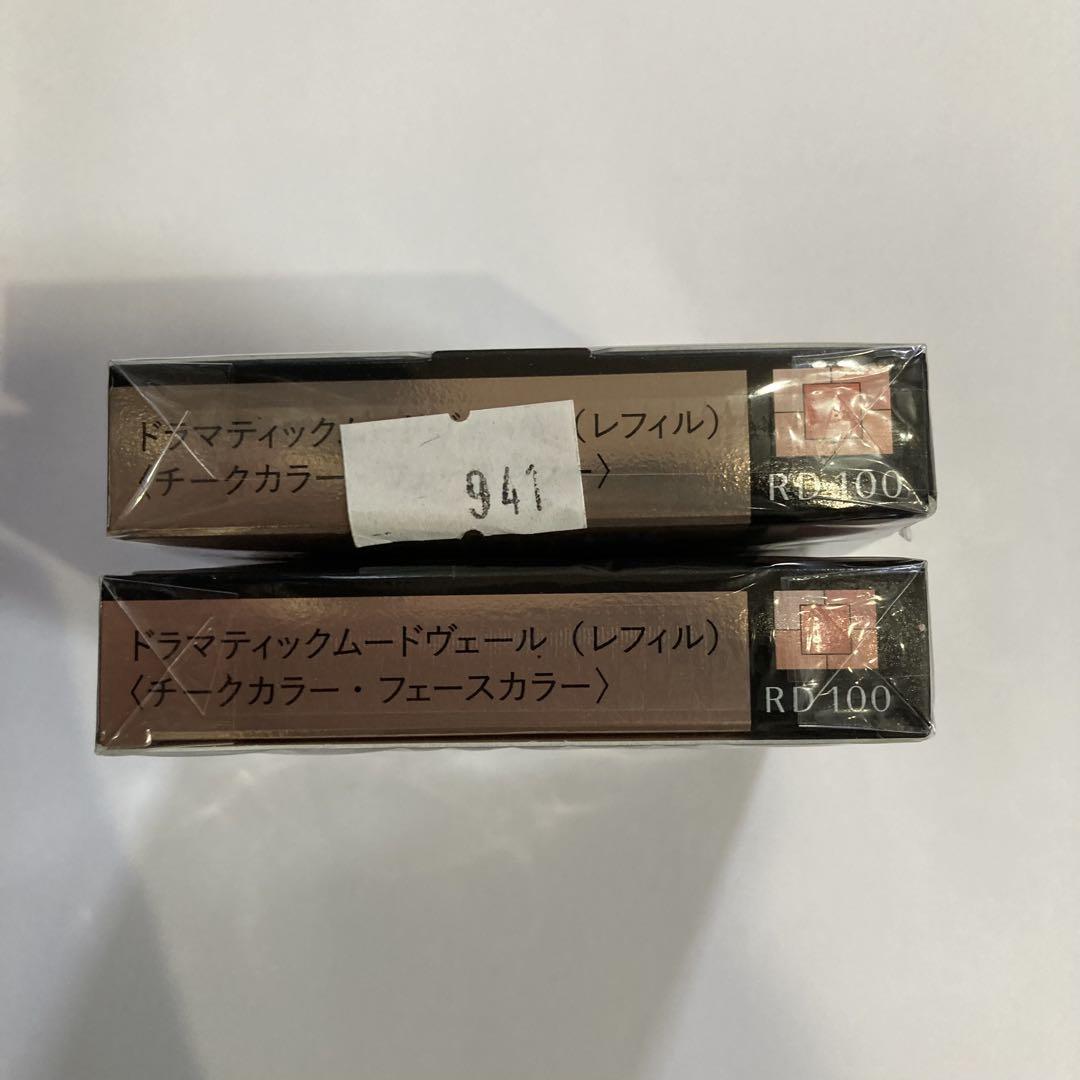 ドラマティック （レフィル）
〈チークカラー ー〉
941
RD 100
ドラマティックムードヴェール（レフィル）
〈チークカラー・フェースカラー〉
RD 100